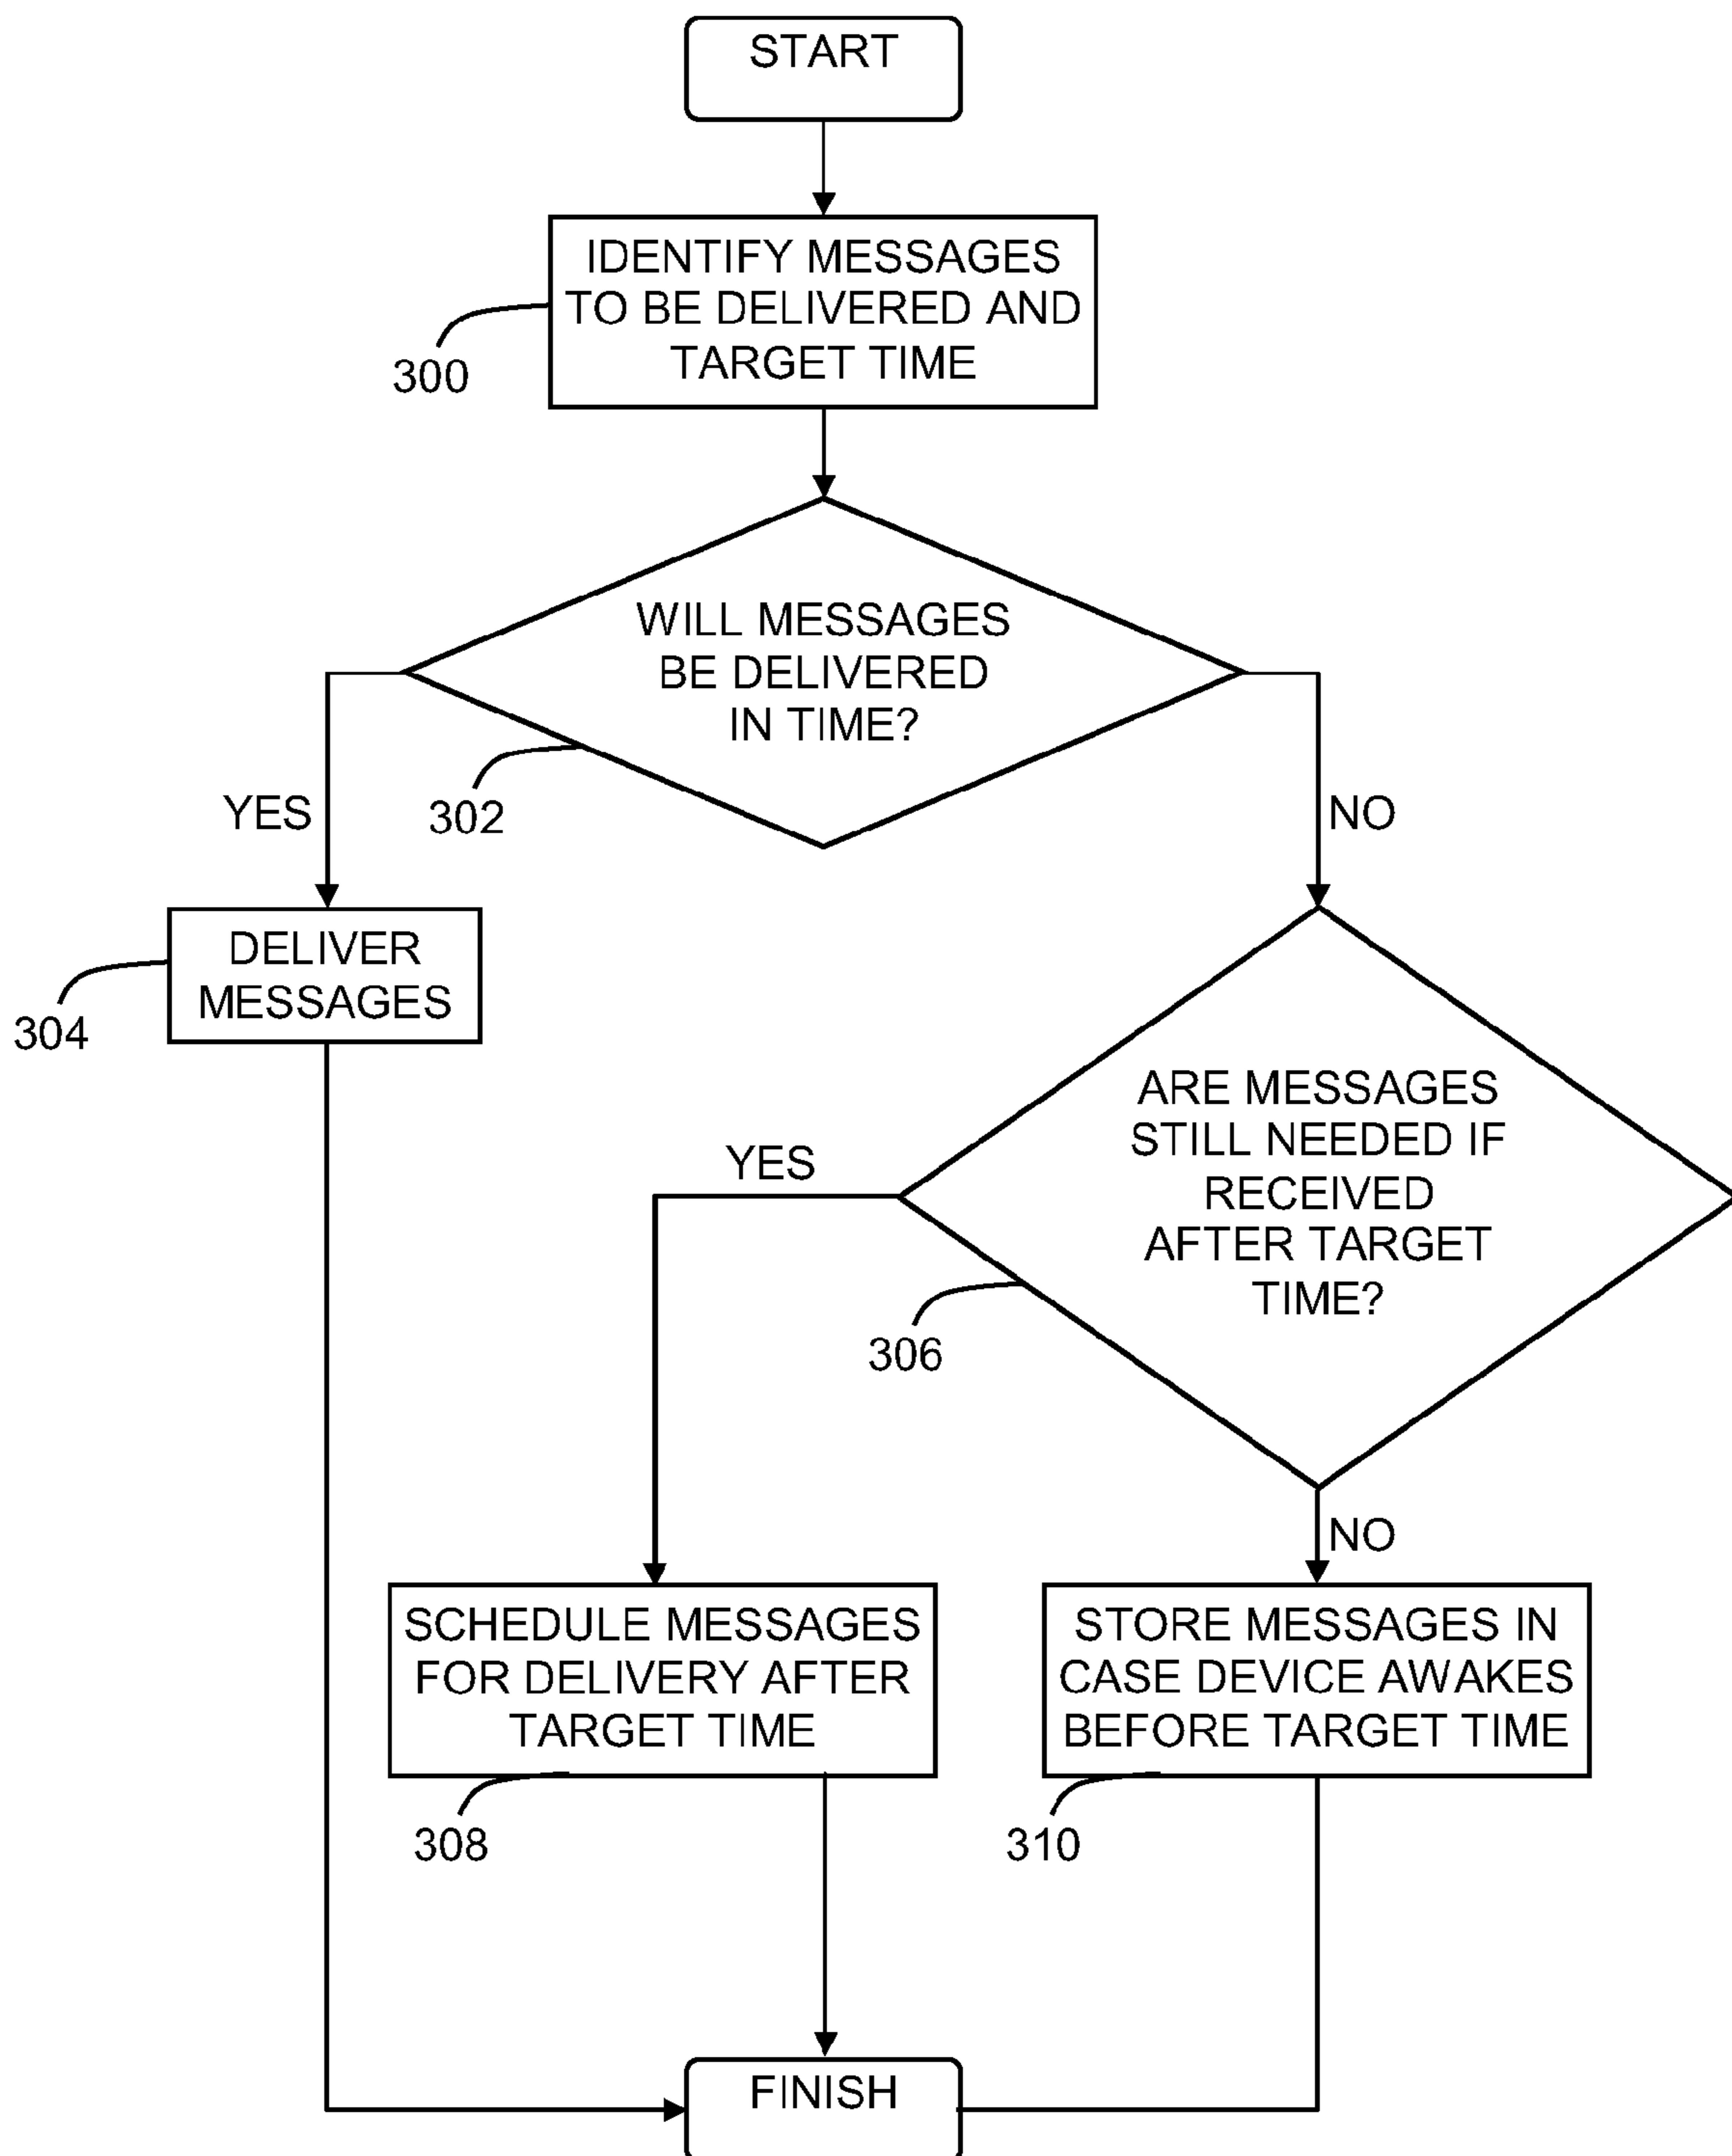 START
IDENTIFY MESSAGES
TO BE DELIVERED AND
TARGET TIME
300
WILL MESSAGES
BE DELIVERED
IN TIME?
302
YES
NO
DELIVER
MESSAGES
304
ARE MESSAGES
STILL NEEDED IF
RECEIVED
AFTER TARGET
TIME?
YES
306
NO
SCHEDULE MESSAGES
FOR DELIVERY AFTER
TARGET TIME
308
STORE MESSAGES IN
CASE DEVICE AWAKES
BEFORE TARGET TIME
310
FINISH